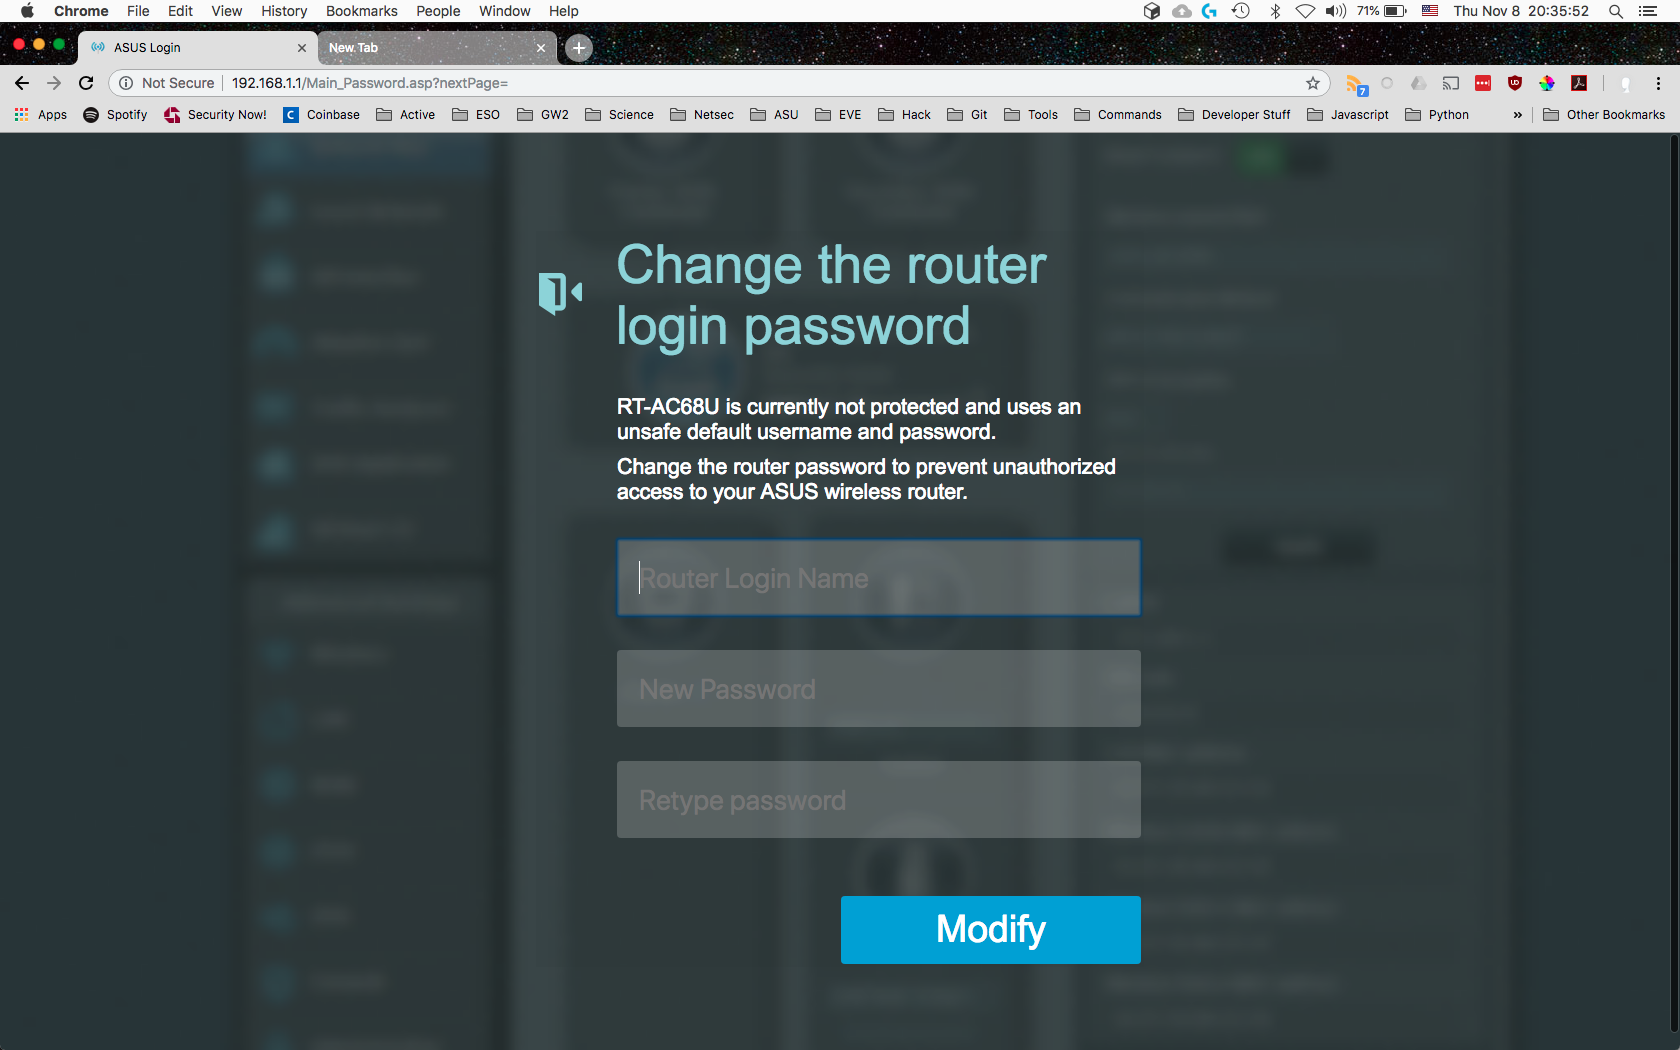 Chrome File Edit View History Bookmarks People Window Help 71% Thu Nov 8 20:35:52
ASUS Login New Tab
Not Secure 192.168.1.1/Main_Password.asp?nextPage= 7
Apps Spotify Security Now! Coinbase Active ESO GW2 Science Netsec ASU EVE Hack Git Tools Commands Developer Stuff Javascript Python » Other Bookmarks
Change the router
login password
RT-AC68U is currently not protected and uses an
unsafe default username and password.
Change the router password to prevent unauthorized
access to your ASUS wireless router.
Router Login Name
New Password
Retype password
Modify